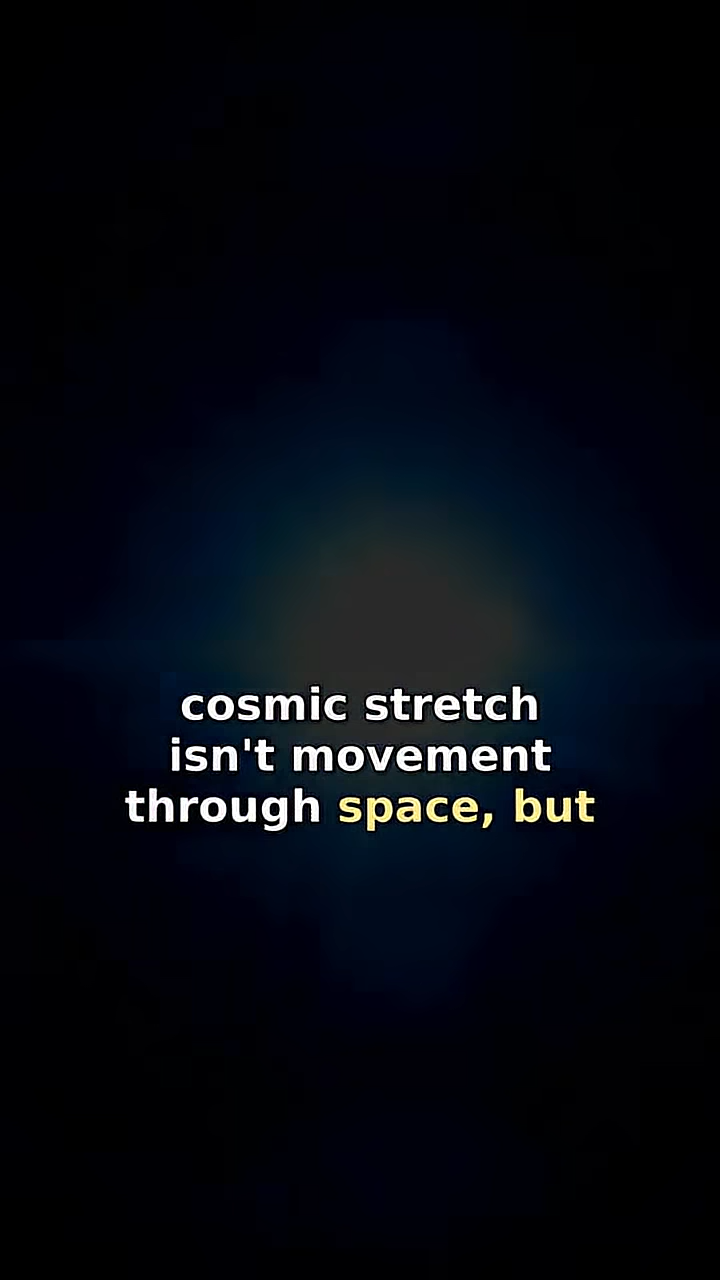 cosmic stretch
isn't movement
through space, but